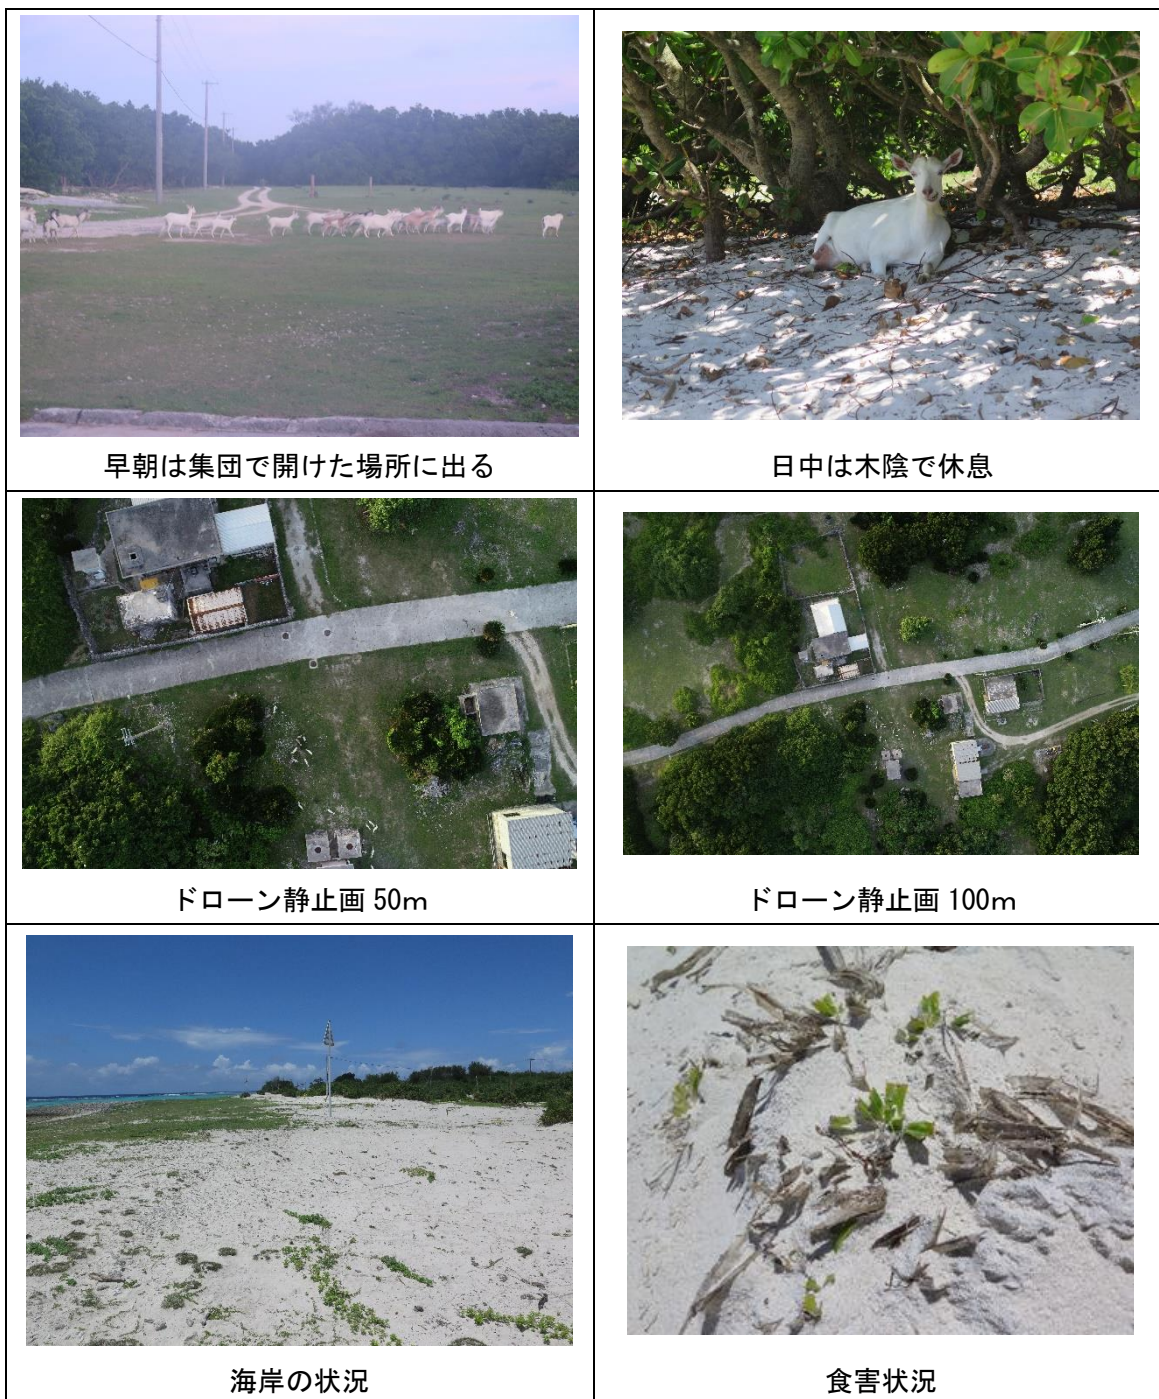 早朝は集団で開けた場所に出る
日中は木陰で休息
ドローン静止画 50m
ドローン静止画 100m
海岸の状況
食害状況